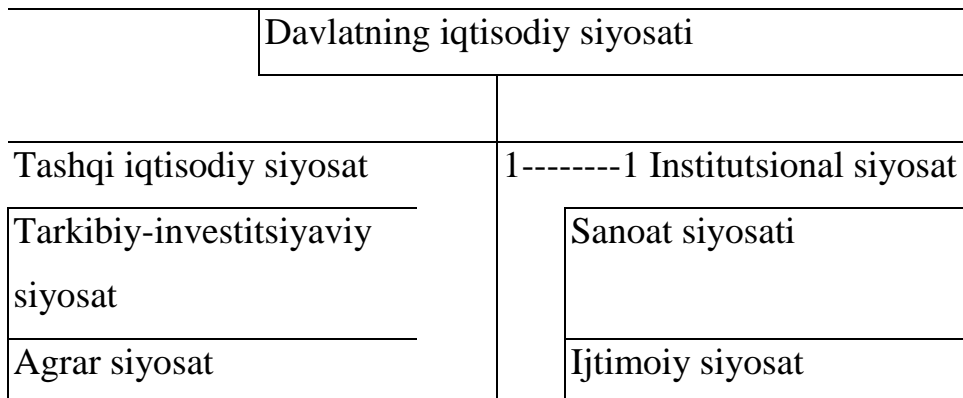 Davlatning iqtisodiy siyosati
Tashqi iqtisodiy siyosat
1--------1 Institutsional siyosat
Tarkibiy-investitsiyaviy
siyosat
Sanoat siyosati
Agrar siyosat
Ijtimoiy siyosat